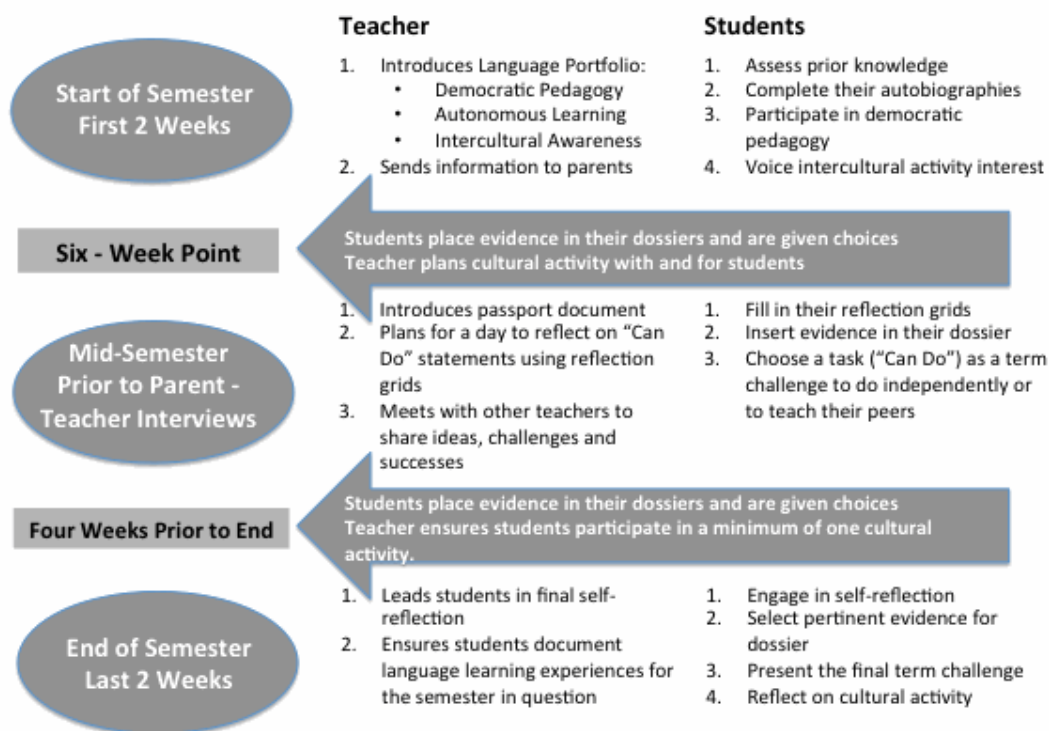 Teacher
Students
Start of Semester
First 2 Weeks
1. Introduces Language Portfolio:
• Democratic Pedagogy
• Autonomous Learning
• Intercultural Awareness
2. Sends information to parents
1. Assess prior knowledge
2. Complete their autobiographies
3. Participate in democratic
pedagogy
4. Voice intercultural activity interest
Six - Week Point
Students place evidence in their dossiers and are given choices
Teacher plans cultural activity with and for students
Mid-Semester
Prior to Parent -
Teacher Interviews
1. Introduces passport document
2. Plans for a day to reflect on “Can
Do” statements using reflection
grids
3. Meets with other teachers to
share ideas, challenges and
successes
1. Fill in their reflection grids
2. Insert evidence in their dossier
3. Choose a task (“Can Do”) as a term
challenge to do independently or
to teach their peers
Four Weeks Prior to End
Students place evidence in their dossiers and are given choices
Teacher ensures students participate in a minimum of one cultural
activity.
End of Semester
Last 2 Weeks
1. Leads students in final self-
reflection
2. Ensures students document
language learning experiences for
the semester in question
1. Engage in self-reflection
2. Select pertinent evidence for
dossier
3. Present the final term challenge
4. Reflect on cultural activity